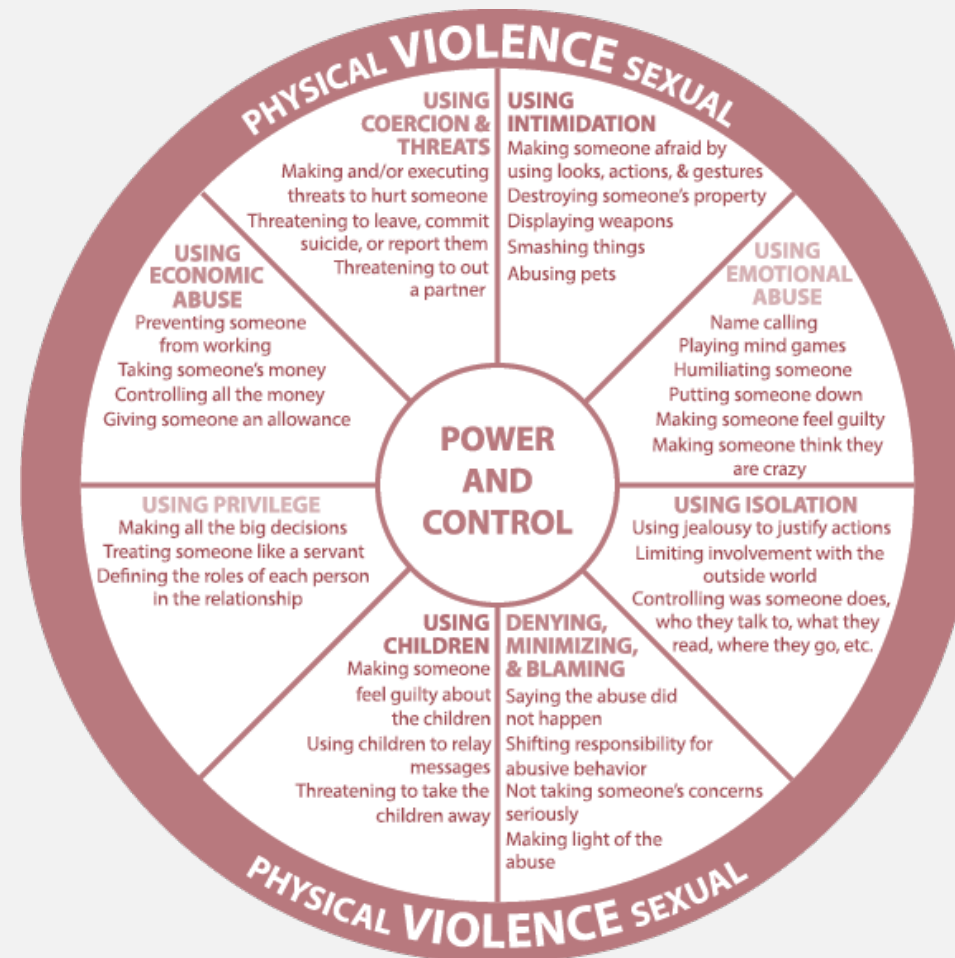 PHYSICAL VIOLENCE SEXUAL
USING
COERCION &
THREATS
Making and/or executing
threats to hurt someone
Threatening to leave, commit
suicide, or report them
Threatening to out
a partner
USING
INTIMIDATION
Making someone afraid by
using looks, actions, & gestures
Destroying someone's property
Displaying weapons
Smashing things
Abusing pets
USING
EMOTIONAL
ABUSE
Name calling
Playing mind games
Humiliating someone
Putting someone down
Making someone feel guilty
Making someone think they
are crazy
USING ISOLATION
Using jealousy to justify actions
Limiting involvement with the
outside world
Controlling was someone does,
who they talk to, what they
read, where they go, etc.
DENYING,
MINIMIZING,
& BLAMING
Saying the abuse did
not happen
Shifting responsibility for
abusive behavior
Not taking someone's concerns
seriously
Making light of the
abuse
USING
CHILDREN
Making someone
feel guilty about
the children
Using children to relay
messages
Threatening to take the
children away
USING PRIVILEGE
Making all the big decisions
Treating someone like a servant
Defining the roles of each person
in the relationship
USING
ECONOMIC
ABUSE
Preventing someone
from working
Taking someone's money
Controlling all the money
Giving someone an allowance
POWER
AND
CONTROL
PHYSICAL VIOLENCE SEXUAL